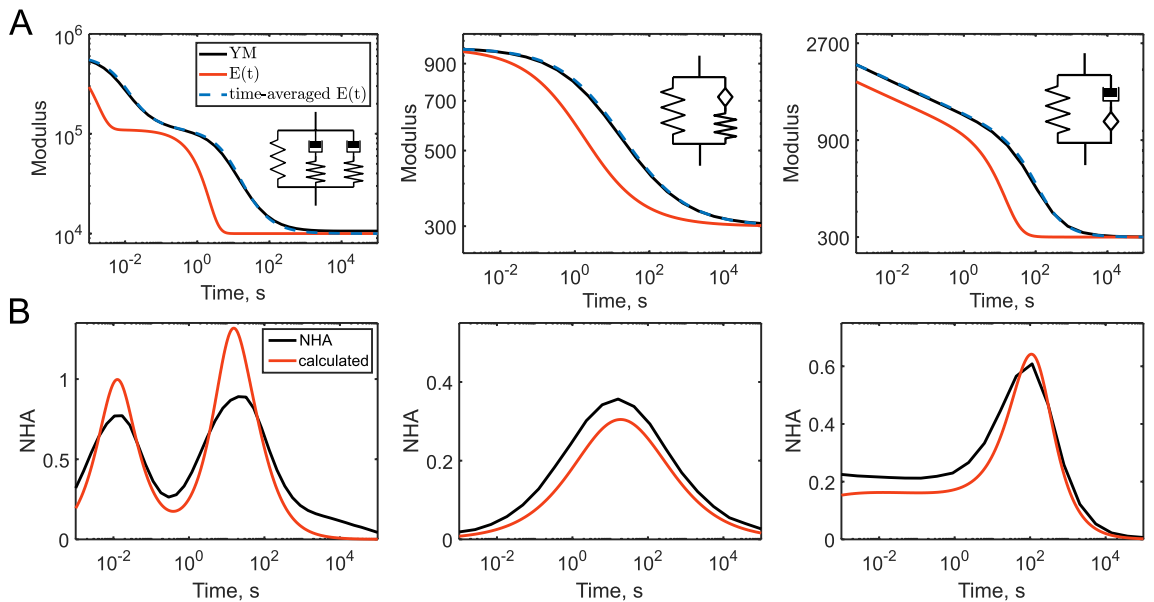 A
10^6
10^5
10^4
Modulus
YM
E(t)
time-averaged E(t)
10^-2 10^0 10^2 10^4
Time, s
900
700
500
300
Modulus
10^-2 10^0 10^2 10^4
Time, s
2700
900
300
Modulus
10^-2 10^0 10^2 10^4
Time, s
B
1
0.5
0
NHA
NHA
calculated
10^-2 10^0 10^2 10^4
Time, s
0.4
0.2
0
NHA
10^-2 10^0 10^2 10^4
Time, s
0.6
0.4
0.2
0
NHA
10^-2 10^0 10^2 10^4
Time, s